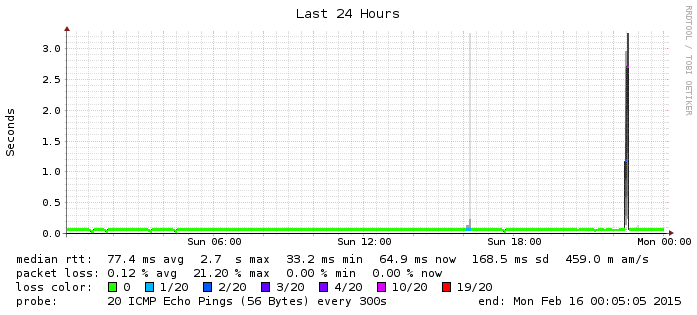 Last 24 Hours
RRDTOOL / TOBI OETIKER
Seconds
3.0
2.5
2.0
1.5
1.0
0.5
0.0
Sun 06:00 Sun 12:00 Sun 18:00 Mon 00:00
median rtt: 77.4 ms avg 2.7 s max 33.2 ms min 64.9 ms now 168.5 ms sd 459.0 m am/s
packet loss: 0.12 % avg 21.20 % max 0.00 % min 0.00 % now
loss color: 0 1/20 2/20 3/20 4/20 10/20 19/20
probe: 20 ICMP Echo Pings (56 Bytes) every 300s end: Mon Feb 16 00:05:05 2015